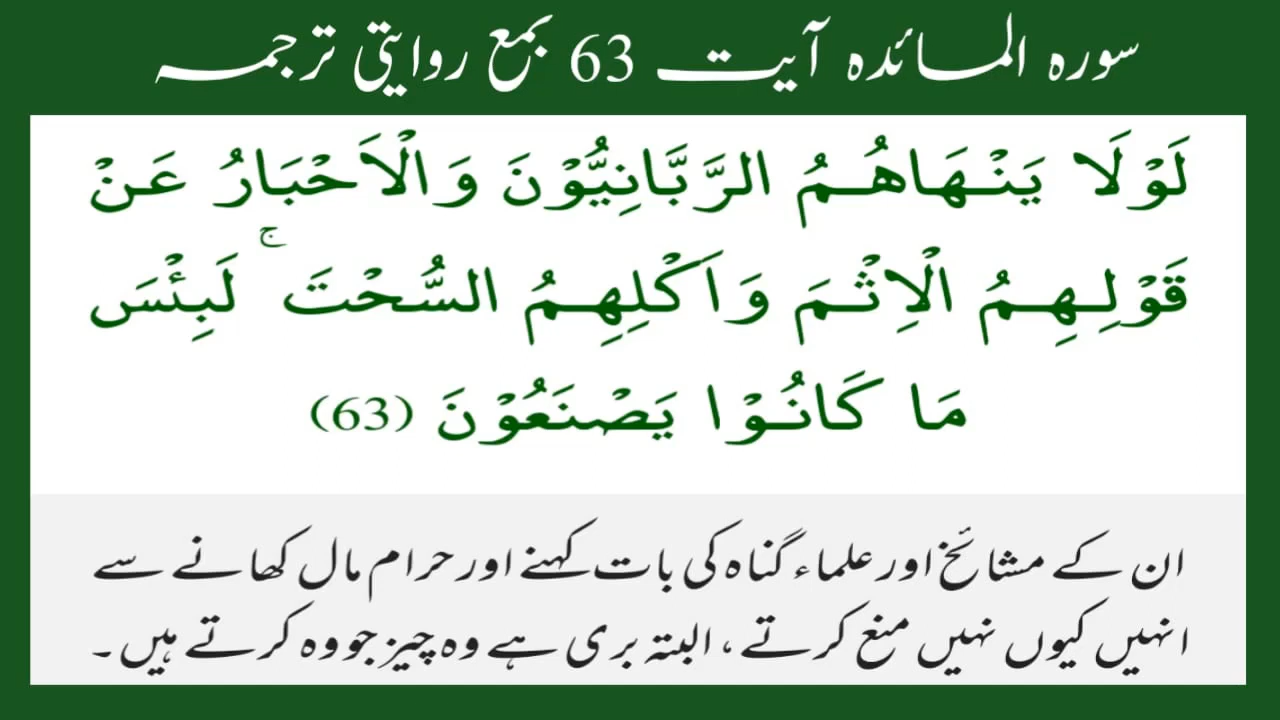 سورہ المائدہ آیت 63 بمع روایتی ترجمہ
لَوْلَا يَنْهَاهُمُ الرَّبَّانِيُّوْنَ وَالْاَحْبَارُ عَنْ
قَوْلِهِمُ الْاِثْمَ وَاَكْلِهِمُ السُّحْتَ ۚ لَبِئْسَ
مَا كَانُوْا يَصْنَعُوْنَ (63)
ان کے مشائخ اور علماء گناہ کی بات کہنے اور حرام مال کھانے سے
انہیں کیوں نہیں منع کرتے، البتہ بری ہے وہ چیز جو وہ کرتے ہیں۔